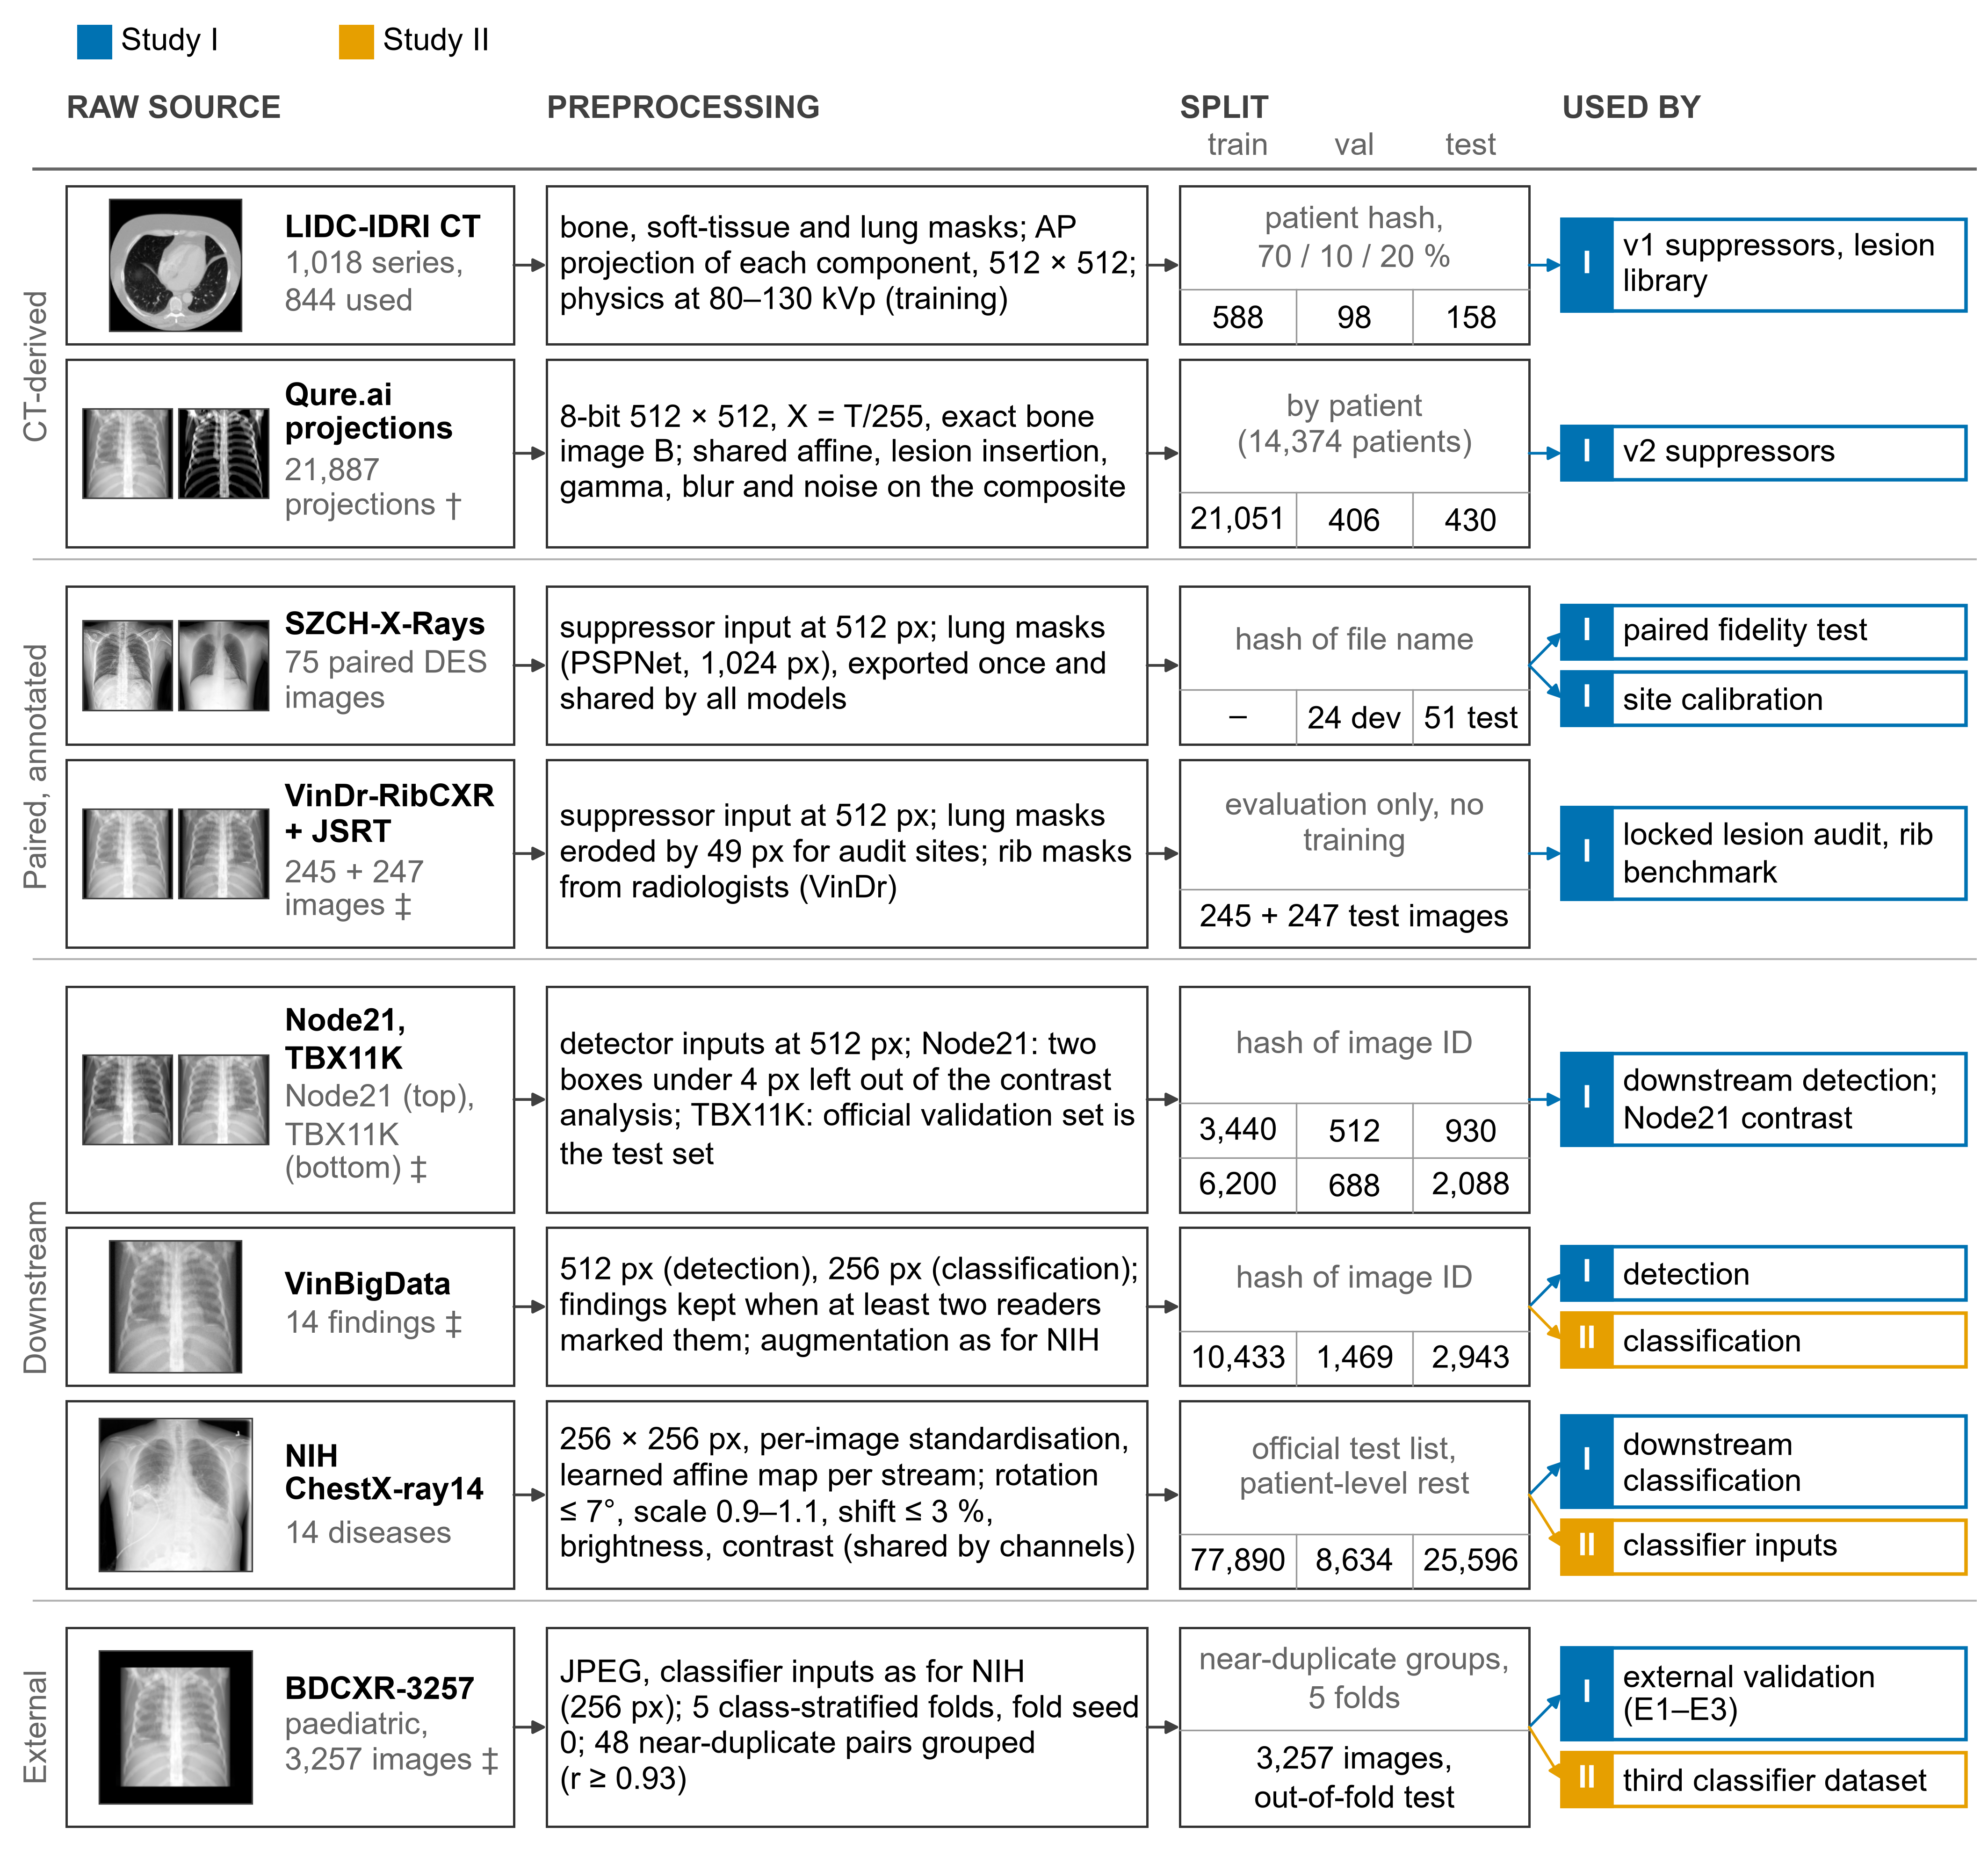 Study I
Study II
RAW SOURCE
PREPROCESSING
SPLIT
USED BY
train
val
test
CT-derived
LIDC-IDRI CT
1,018 series,
844 used
bone, soft-tissue and lung masks; AP
projection of each component, 512 × 512;
physics at 80–130 kVp (training)
patient hash,
70 / 10 / 20 %
588
98
158
I
v1 suppressors, lesion
library
Qure.ai
projections
21,887
projections †
8-bit 512 × 512, X = T/255, exact bone
image B; shared affine, lesion insertion,
gamma, blur and noise on the composite
by patient
(14,374 patients)
21,051
406
430
I
v2 suppressors
Paired, annotated
SZCH-X-Rays
75 paired DES
images
suppressor input at 512 px; lung masks
(PSPNet, 1,024 px), exported once and
shared by all models
hash of file name
–
24 dev
51 test
I
paired fidelity test
I
site calibration
VinDr-RibCXR
+ JSRT
245 + 247
images ‡
suppressor input at 512 px; lung masks
eroded by 49 px for audit sites; rib masks
from radiologists (VinDr)
evaluation only, no
training
245 + 247 test images
I
locked lesion audit, rib
benchmark
Downstream
Node21,
TBX11K
Node21 (top),
TBX11K
(bottom) ‡
detector inputs at 512 px; Node21: two
boxes under 4 px left out of the contrast
analysis; TBX11K: official validation set is
the test set
hash of image ID
3,440
512
930
6,200
688
2,088
I
downstream detection;
Node21 contrast
VinBigData
14 findings ‡
512 px (detection), 256 px (classification);
findings kept when at least two readers
marked them; augmentation as for NIH
hash of image ID
10,433
1,469
2,943
I
detection
II
classification
NIH
ChestX-ray14
14 diseases
256 × 256 px, per-image standardisation,
learned affine map per stream; rotation
≤ 7°, scale 0.9–1.1, shift ≤ 3 %,
brightness, contrast (shared by channels)
official test list,
patient-level rest
77,890
8,634
25,596
I
downstream
classification
II
classifier inputs
External
BDCXR-3257
paediatric,
3,257 images ‡
JPEG, classifier inputs as for NIH
(256 px); 5 class-stratified folds, fold seed
0; 48 near-duplicate pairs grouped
(r ≥ 0.93)
near-duplicate groups,
5 folds
3,257 images,
out-of-fold test
I
external validation
(E1–E3)
II
third classifier dataset